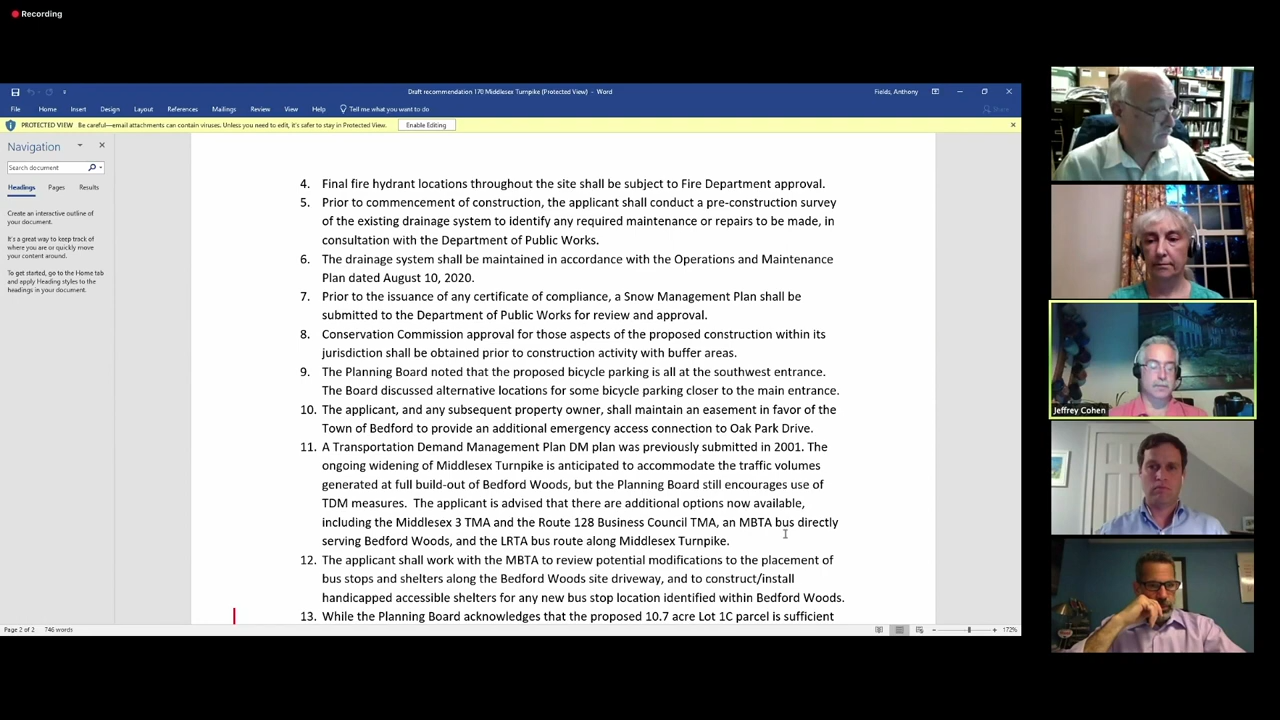 Recording
Draft recommendation 170 Middlesex Turnpike (Protected View) - Word
Fields, Anthony
File Home Insert Design Layout References Mailings Review View Help Tell me what you want to do
Share
PROTECTED VIEW Be careful—email attachments can contain viruses. Unless you need to edit, it's safer to stay in Protected View. Enable Editing
Navigation
Search document
Headings Pages Results
Create an interactive outline of
your document.
It's a great way to keep track of
where you are or quickly move
your content around.
To get started, go to the Home tab
and apply Heading styles to the
headings in your document.
4. Final fire hydrant locations throughout the site shall be subject to Fire Department approval.
5. Prior to commencement of construction, the applicant shall conduct a pre-construction survey
of the existing drainage system to identify any required maintenance or repairs to be made, in
consultation with the Department of Public Works.
6. The drainage system shall be maintained in accordance with the Operations and Maintenance
Plan dated August 10, 2020.
7. Prior to the issuance of any certificate of compliance, a Snow Management Plan shall be
submitted to the Department of Public Works for review and approval.
8. Conservation Commission approval for those aspects of the proposed construction within its
jurisdiction shall be obtained prior to construction activity with buffer areas.
9. The Planning Board noted that the proposed bicycle parking is all at the southwest entrance.
The Board discussed alternative locations for some bicycle parking closer to the main entrance.
10. The applicant, and any subsequent property owner, shall maintain an easement in favor of the
Town of Bedford to provide an additional emergency access connection to Oak Park Drive.
11. A Transportation Demand Management Plan DM plan was previously submitted in 2001. The
ongoing widening of Middlesex Turnpike is anticipated to accommodate the traffic volumes
generated at full build-out of Bedford Woods, but the Planning Board still encourages use of
TDM measures. The applicant is advised that there are additional options now available,
including the Middlesex 3 TMA and the Route 128 Business Council TMA, an MBTA bus directly
serving Bedford Woods, and the LRTA bus route along Middlesex Turnpike.
12. The applicant shall work with the MBTA to review potential modifications to the placement of
bus stops and shelters along the Bedford Woods site driveway, and to construct/install
handicapped accessible shelters for any new bus stop location identified within Bedford Woods.
13. While the Planning Board acknowledges that the proposed 10.7 acre Lot 1C parcel is sufficient
Page 2 of 2 746 words
172%
Jeffrey Cohen